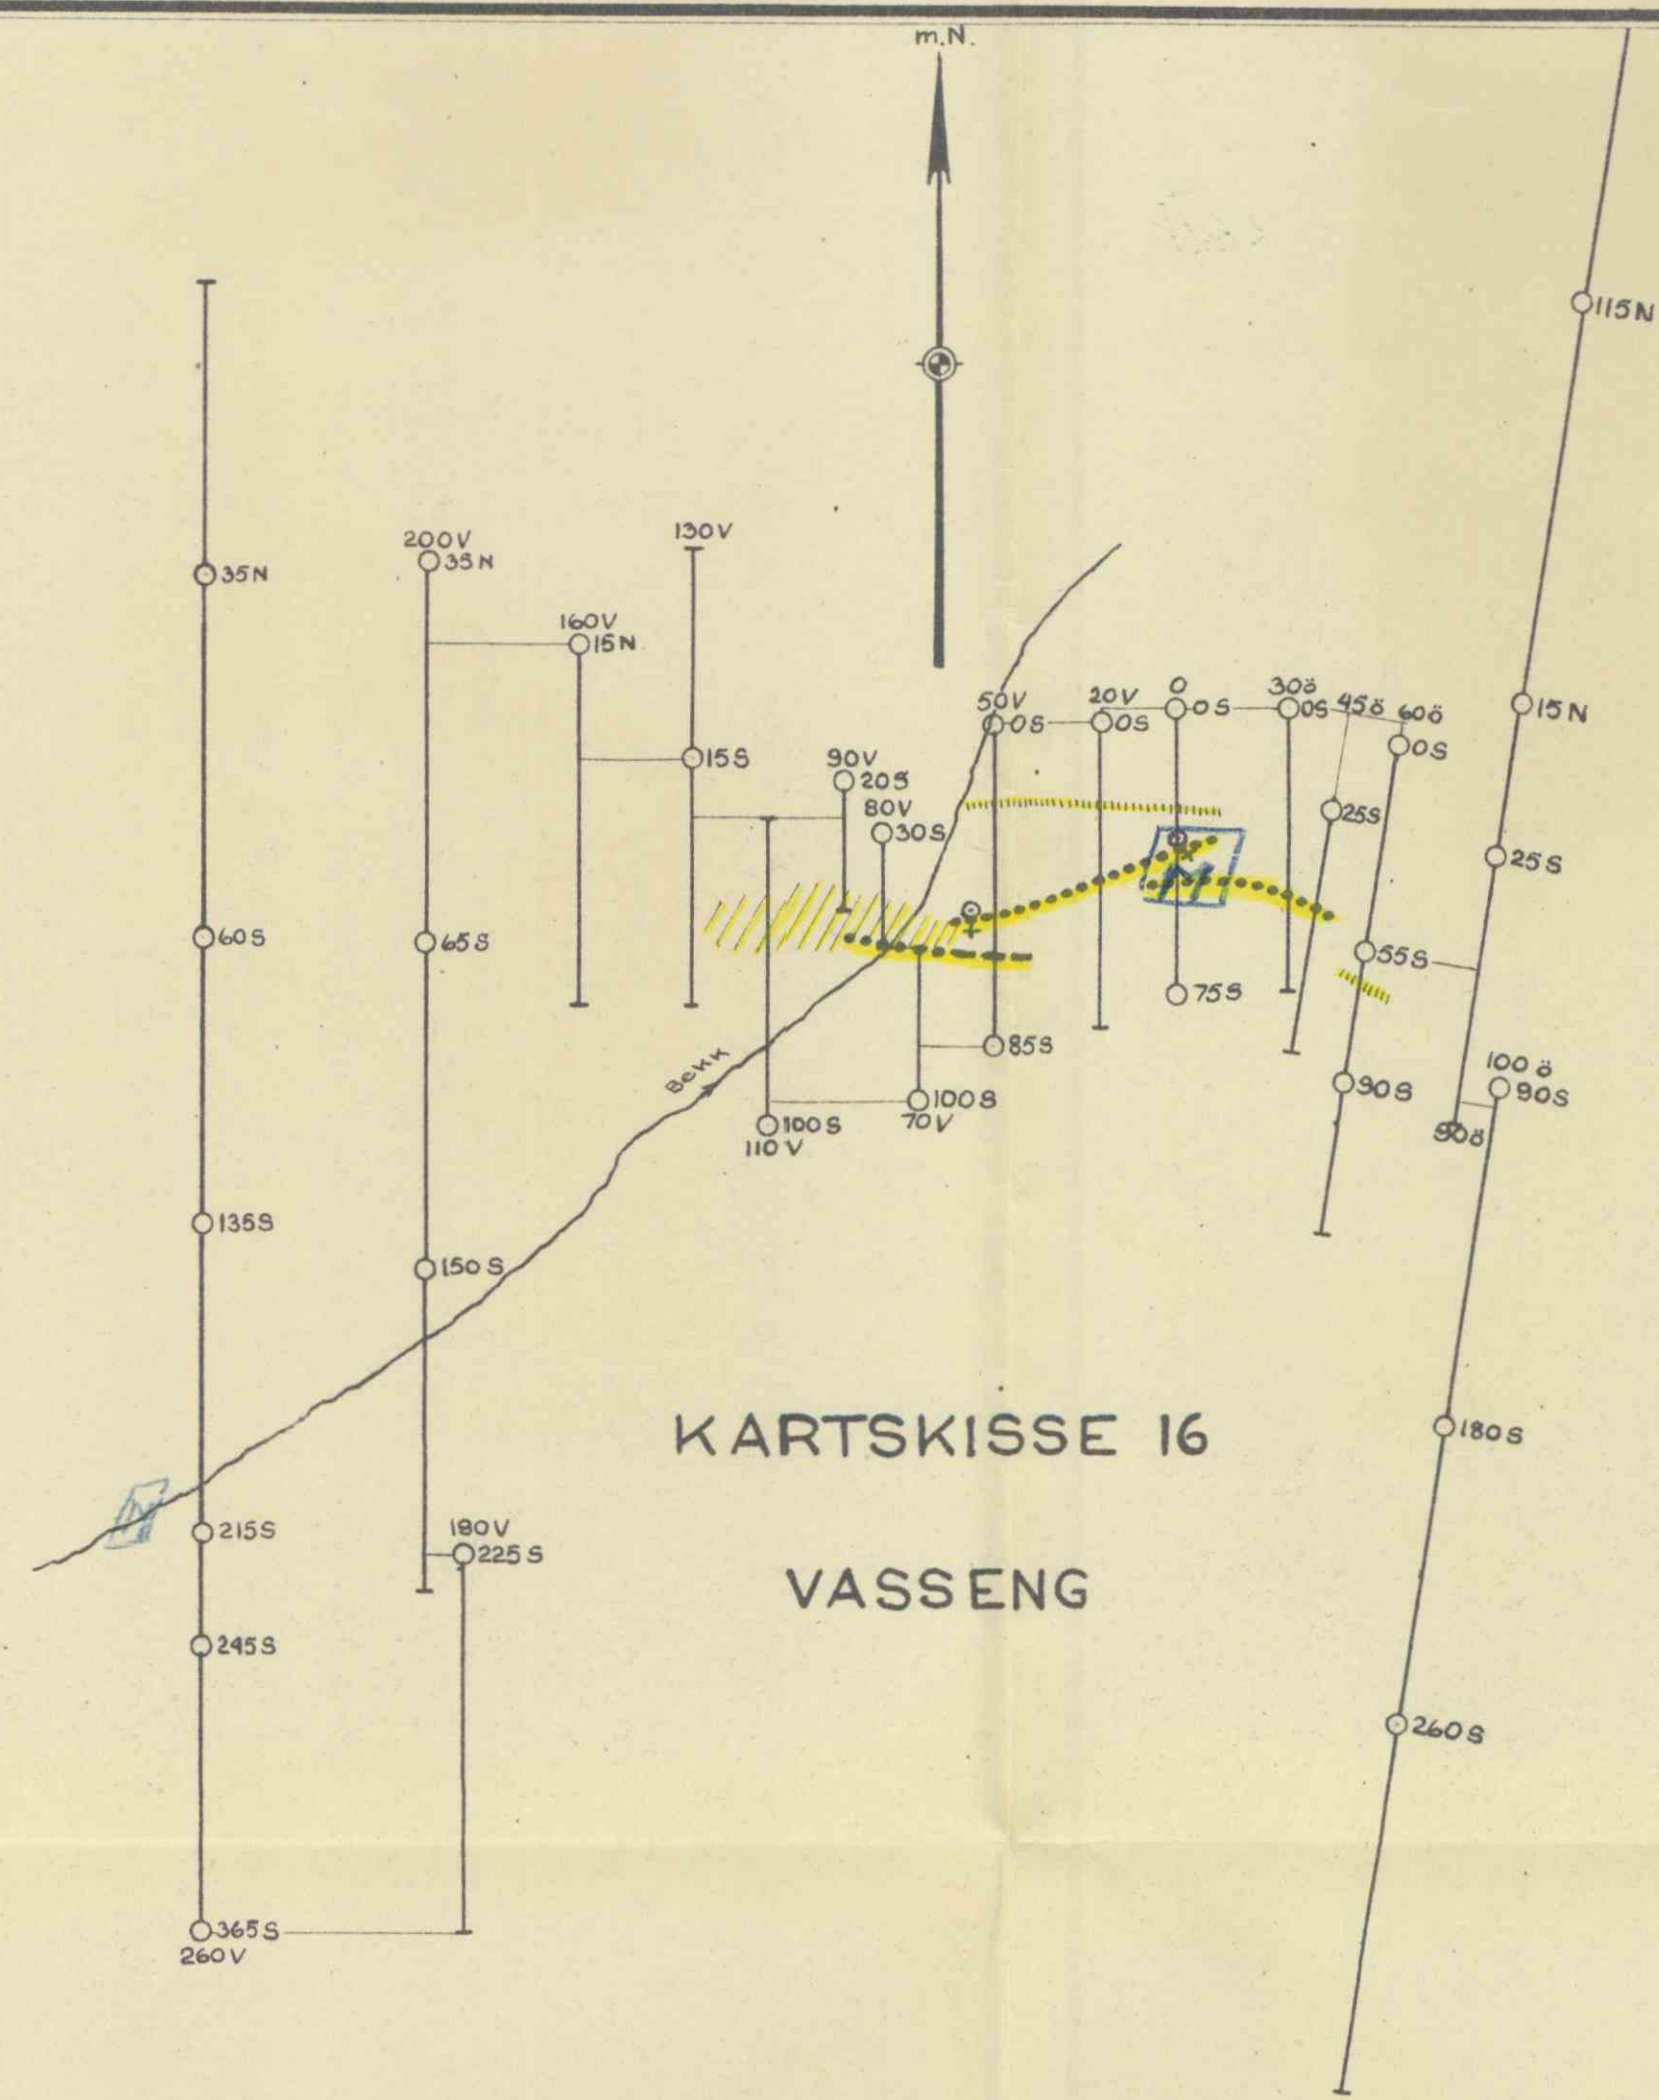 m.N.
115N
200V
35N
35N
130V
160V
15N
50V
0S
20V
0S
0
0S
30ö
0S
45ö
60ö
0S
15N
15S
90V
20S
80V
30S
25S
25S
M
60S
65S
55S
75S
85S
Bekk
90S
100ö
90S
100S
70V
100S
110V
90ö
135S
150S
KARTSKISSE 16
180S
M
215S
180V
225S
VASSENG
245S
260S
365S
260V